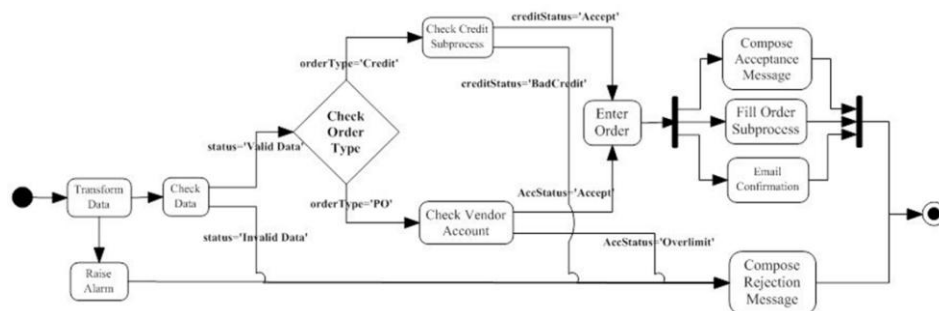 creditStatus='Accept'
Check Credit
Subprocess
orderType='Credit'
creditStatus='BadCredit'
Compose
Acceptance
Message
Check
Order
Type
Enter
Order
Fill Order
Subprocess
status='Valid Data'
Email
Confirmation
Transform
Data
Check
Data
orderType='PO'
AccStatus='Accept'
Check Vendor
Account
status='Invalid Data'
AccStatus='Overlimit'
Raise
Alarm
Compose
Rejection
Message